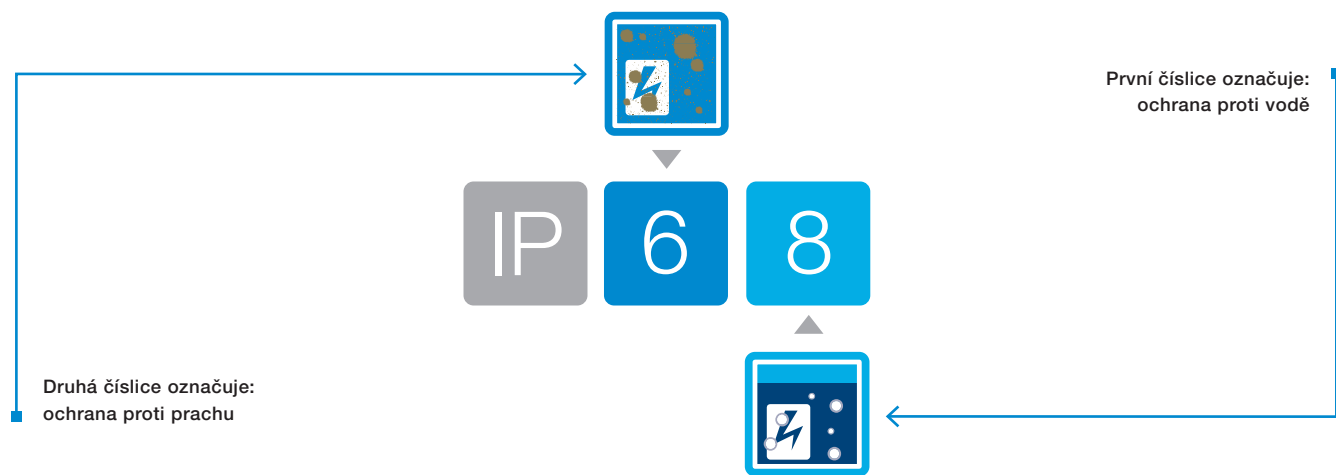 První číslice označuje:
ochrana proti vodě
IP 6 8
Druhá číslice označuje:
ochrana proti prachu